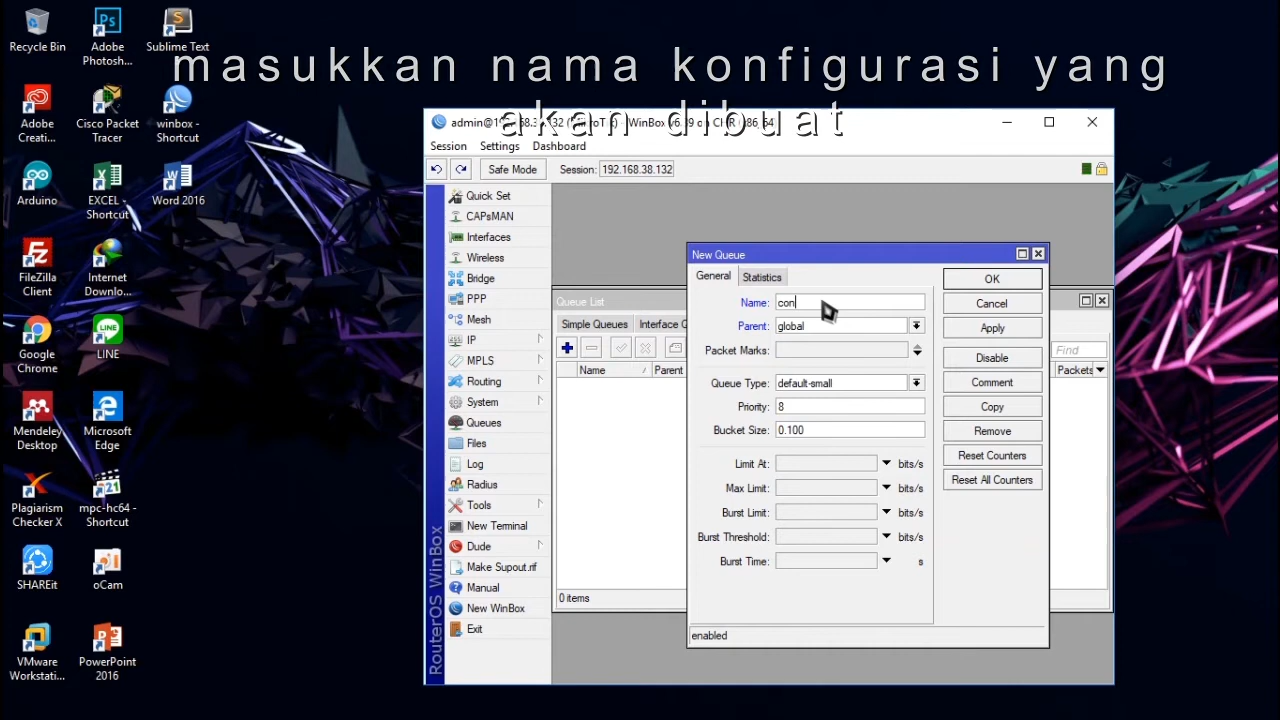 masukkan nama konfigurasi yang
akan dibuat
Recycle Bin
Adobe
Photosh...
Sublime Text
Adobe
Creati...
Cisco Packet
Tracer
winbox -
Shortcut
Arduino
EXCEL -
Shortcut
Word 2016
FileZilla
Client
Internet
Downlo...
Google
Chrome
LINE
Mendeley
Desktop
Microsoft
Edge
Plagiarism
Checker X
mpc-hc64 -
Shortcut
SHAREit
oCam
VMware
Workstati...
PowerPoint
2016
Session Settings Dashboard
Safe Mode Session: 192.168.38.132
RouterOS WinBox
Quick Set
CAPsMAN
Interfaces
Wireless
Bridge
PPP
Mesh
IP
MPLS
Routing
System
Queues
Files
Log
Radius
Tools
New Terminal
Dude
Make Supout.rif
Manual
New WinBox
Exit
Queue List
Simple Queues
Find
Name Parent Packets
0 items
New Queue
General Statistics
Name: con
Parent: global
Packet Marks:
Queue Type: default-small
Priority: 8
Bucket Size: 0.100
Limit At: bits/s
Max Limit: bits/s
Burst Limit: bits/s
Burst Threshold: bits/s
Burst Time: s
OK
Cancel
Apply
Disable
Comment
Copy
Remove
Reset Counters
Reset All Counters
enabled